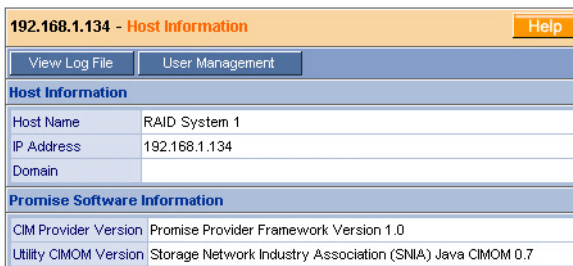 192.168.1.134 - Host Information Help
View Log File User Management
Host Information
Host Name RAID System 1
IP Address 192.168.1.134
Domain
Promise Software Information
CIM Provider Version Promise Provider Framework Version 1.0
Utility CIMOM Version Storage Network Industry Association (SNIA) Java CIMOM 0.7